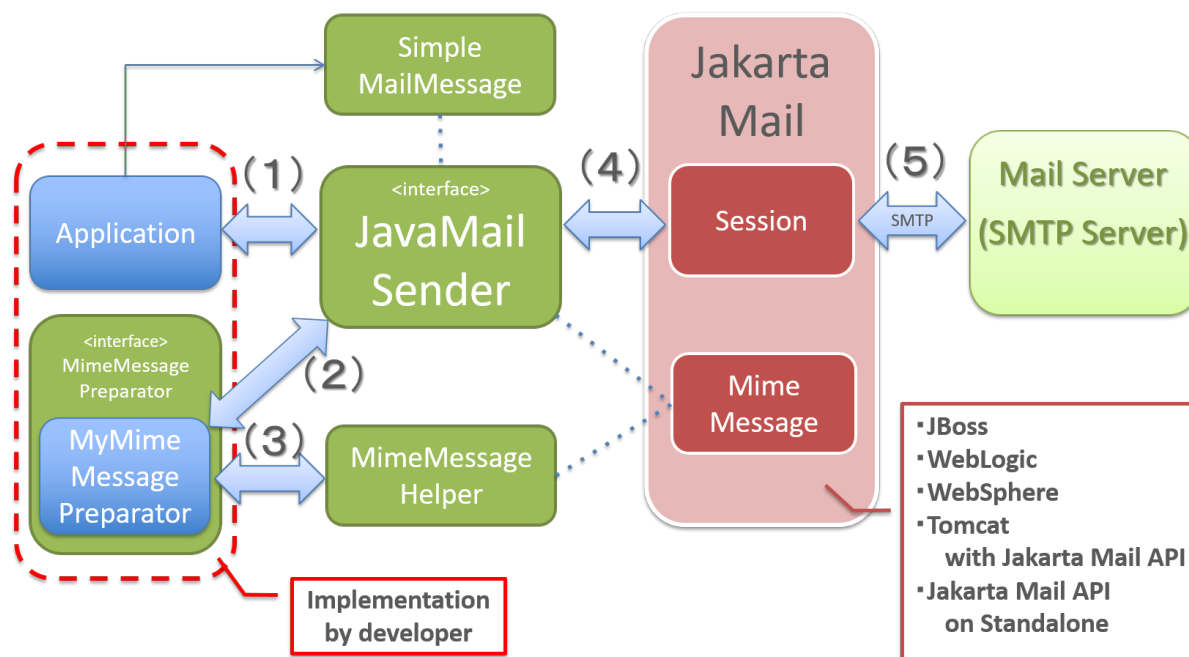 Simple
MailMessage
Jakarta
Mail
(1)
(4)
(5)
Application
<interface>
JavaMail
Sender
Session
SMTP
Mail Server
(SMTP Server)
<interface>
MimeMessage
Preparator
(2)
Mime
Message
MyMime
Message
Preparator
(3)
MimeMessage
Helper
・JBoss
・WebLogic
・WebSphere
・Tomcat
with Jakarta Mail API
・Jakarta Mail API
on Standalone
Implementation
by developer